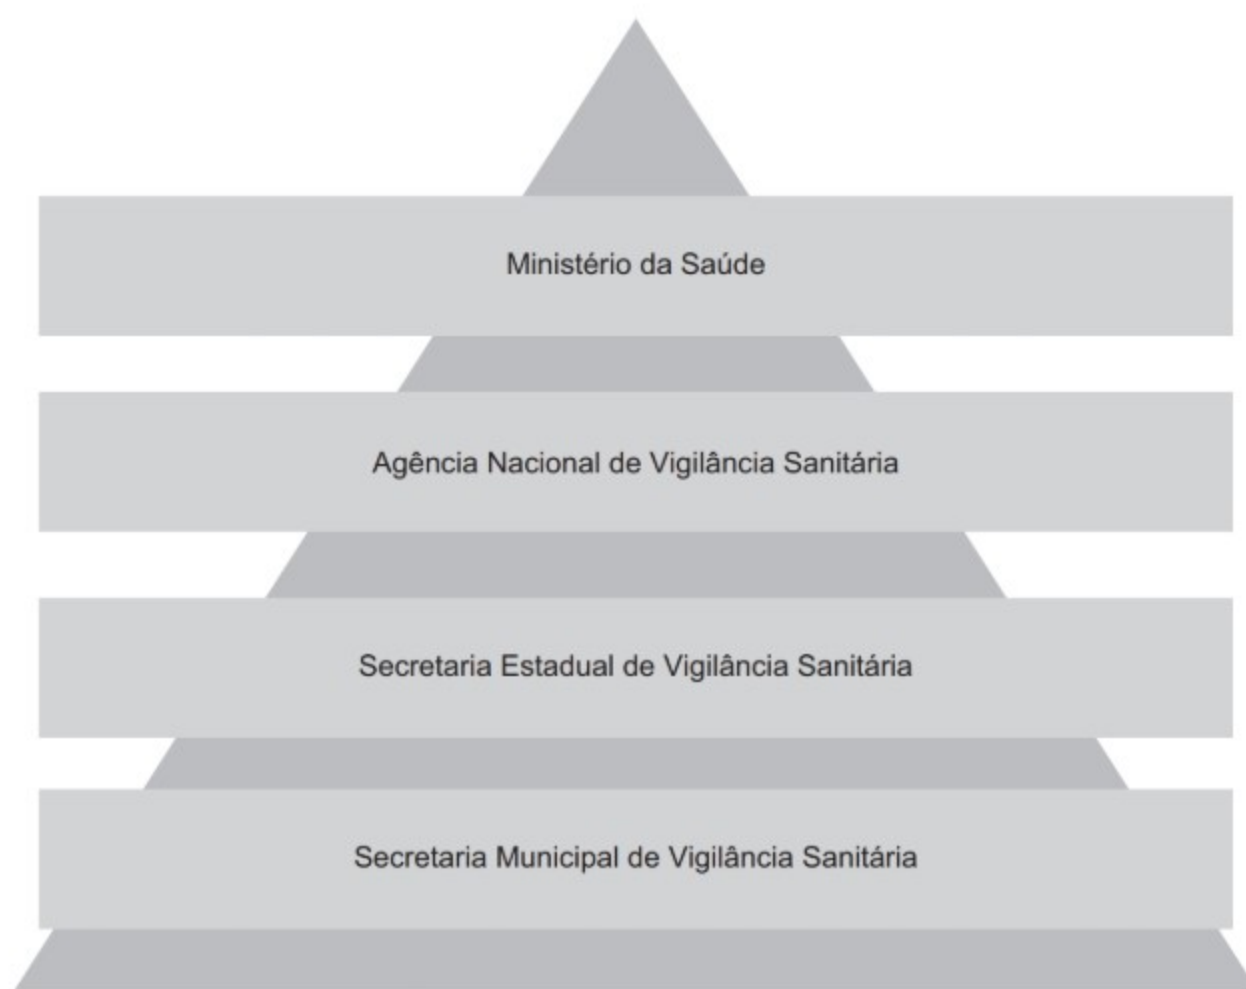 Ministério da Saúde
Agência Nacional de Vigilância Sanitária
Secretaria Estadual de Vigilância Sanitária
Secretaria Municipal de Vigilância Sanitária